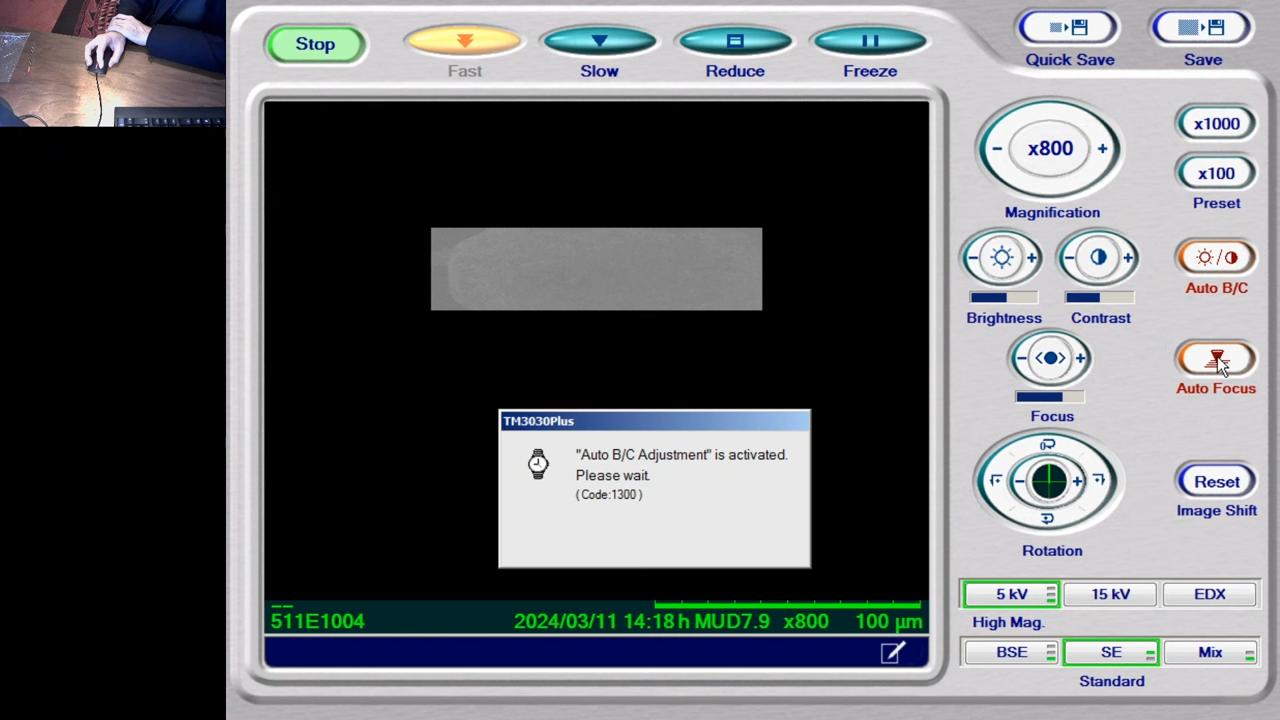 Stop
Fast
Slow
Reduce
Freeze
Quick Save
Save
x800
Magnification
x1000
x100
Preset
Brightness
Contrast
Auto B/C
Focus
Auto Focus
Rotation
Reset
Image Shift
5 kV
15 kV
EDX
High Mag.
BSE
SE
Mix
Standard
TM3030Plus
"Auto B/C Adjustment" is activated.
Please wait.
(Code:1300)
511E1004 2024/03/11 14:18 h MUD7.9 x800 100 μm